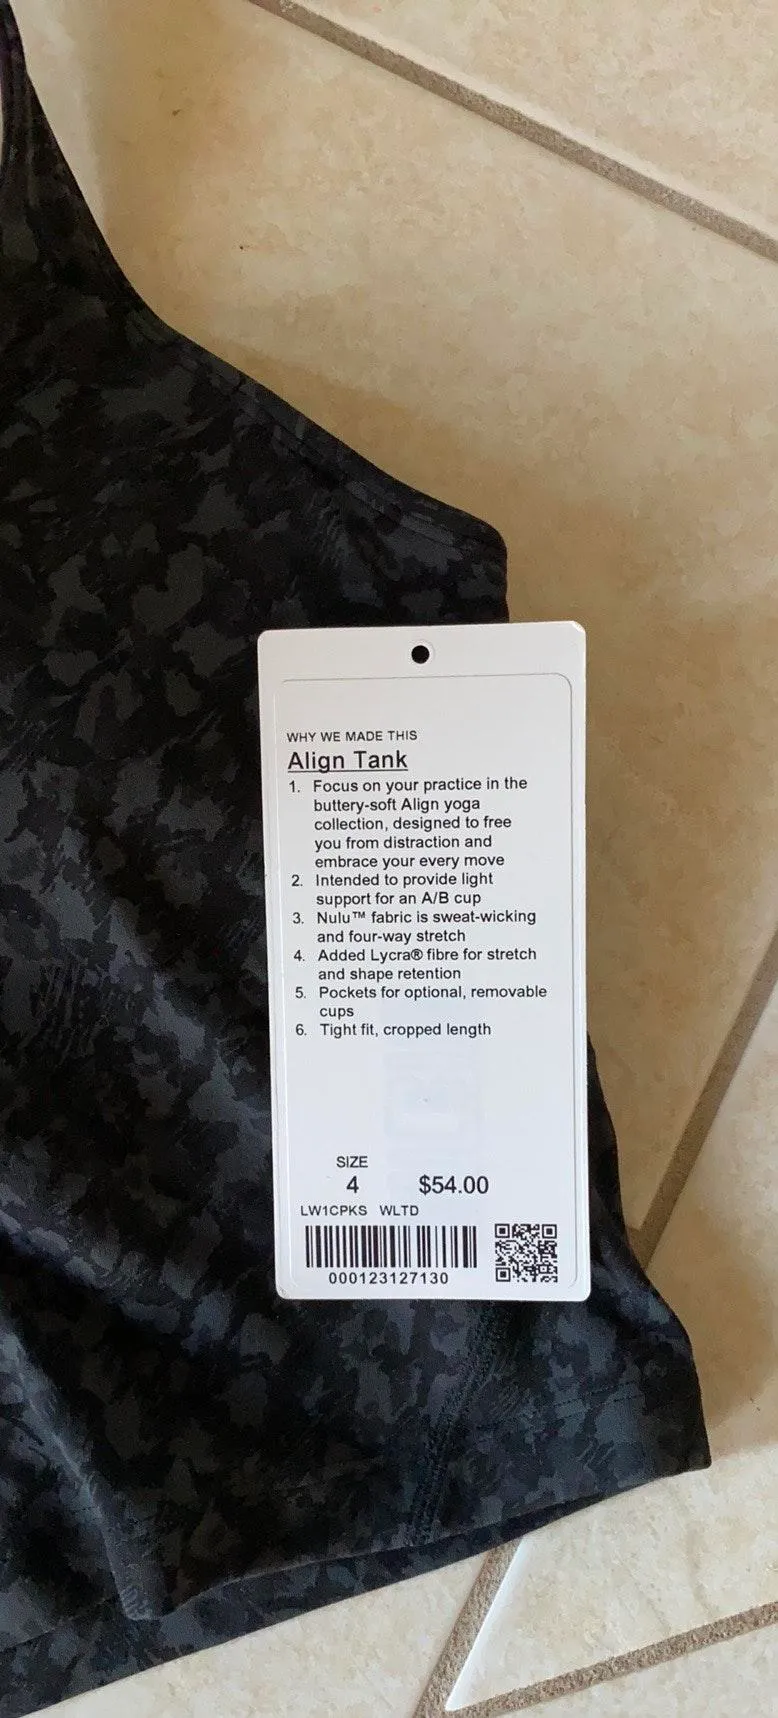 WHY WE MADE THIS
Align Tank
1. Focus on your practice in the
buttery-soft Align yoga
collection, designed to free
you from distraction and
embrace your every move
2. Intended to provide light
support for an A/B cup
3. Nulu™ fabric is sweat-wicking
and four-way stretch
4. Added Lycra® fibre for stretch
and shape retention
5. Pockets for optional, removable
cups
6. Tight fit, cropped length
SIZE
4 $54.00
LW1CPKS WLTD
000123127130